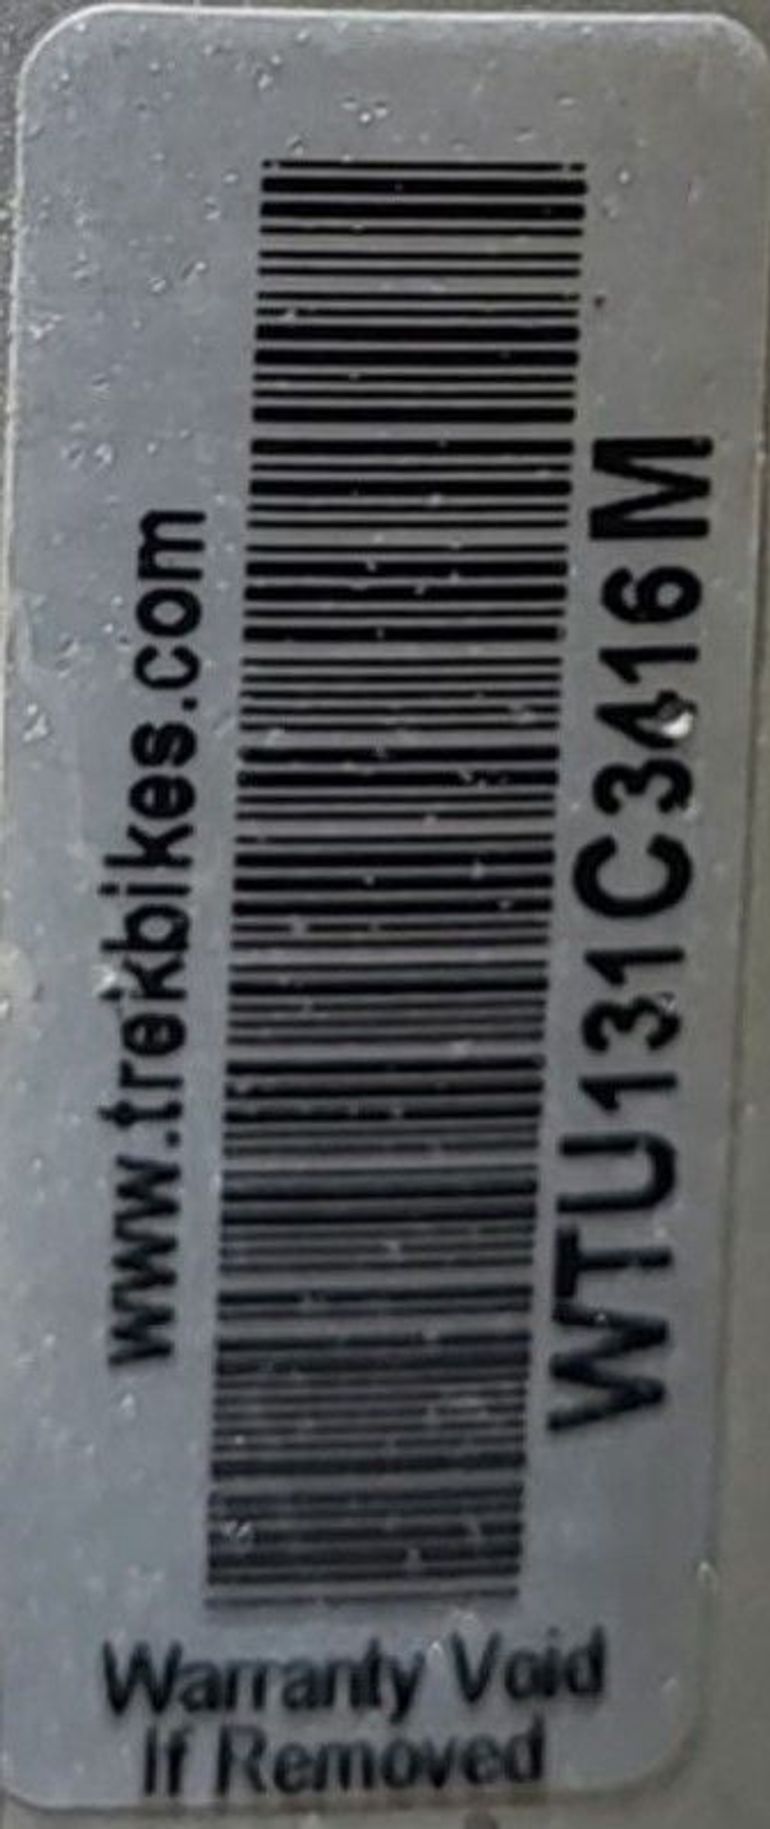 www.trekbikes.com
WTU131C3416M
Warranty Void
If Removed